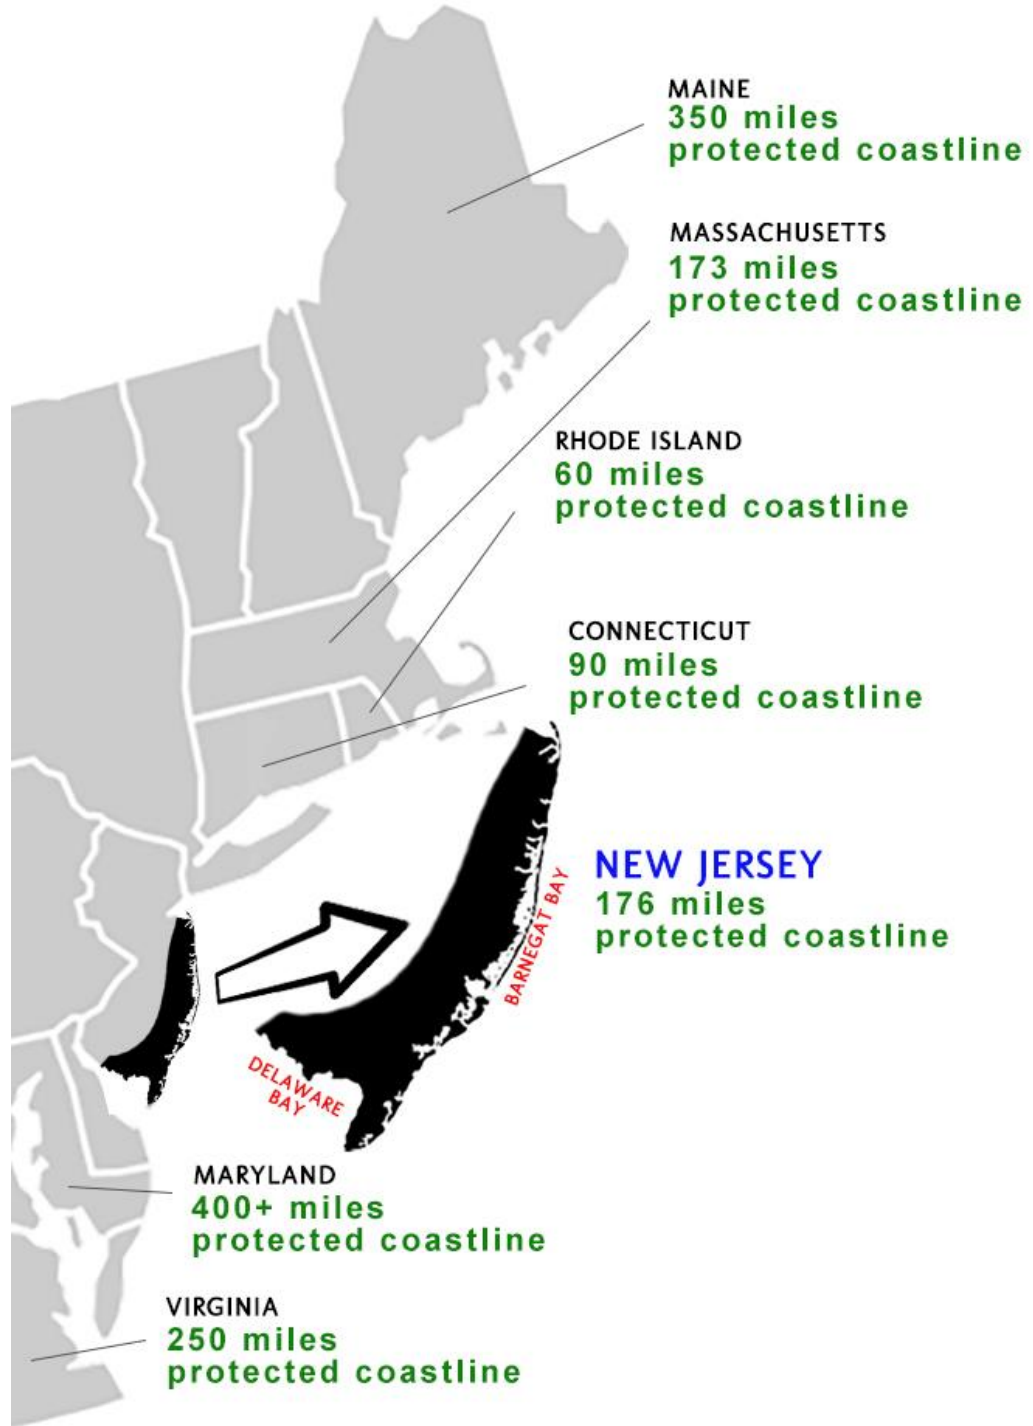 MAINE
350 miles
protected coastline
MASSACHUSETTS
173 miles
protected coastline
RHODE ISLAND
60 miles
protected coastline
CONNECTICUT
90 miles
protected coastline
NEW JERSEY
176 miles
protected coastline
BARNEGAT BAY
DELAWARE
BAY
MARYLAND
400+ miles
protected coastline
VIRGINIA
250 miles
protected coastline